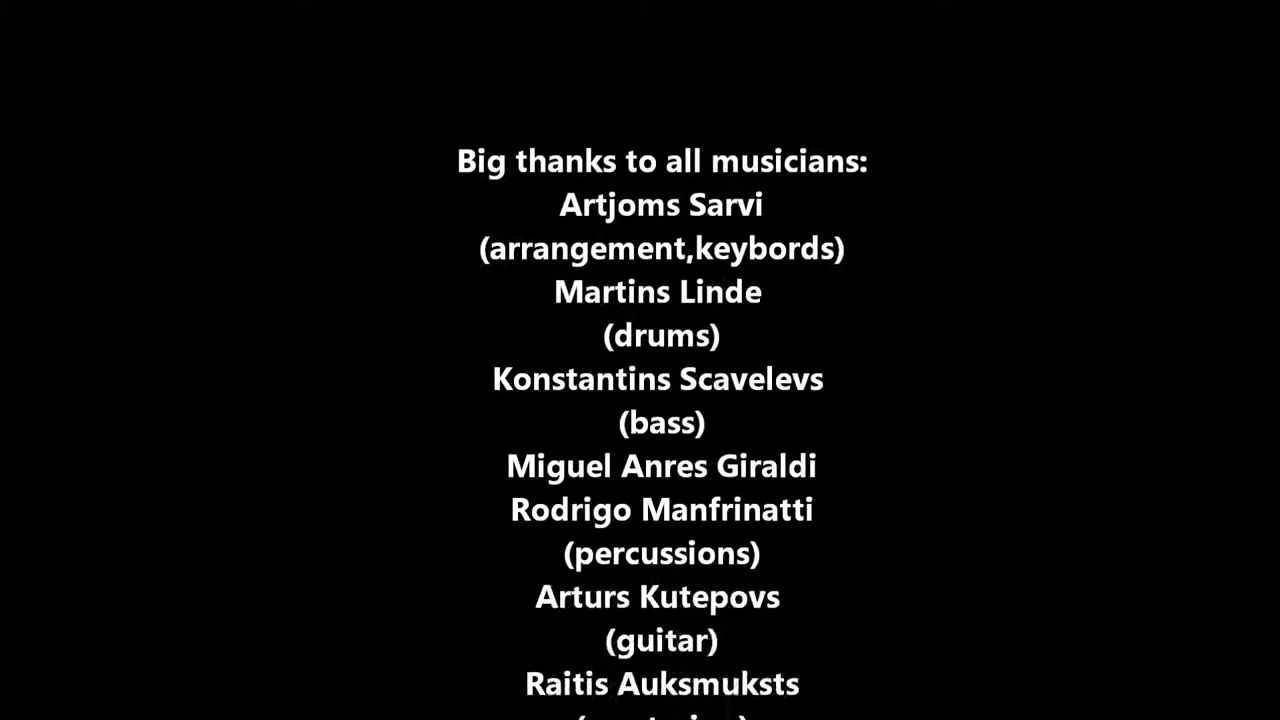 Big thanks to all musicians:
Artjoms Sarvi
(arrangement,keybords)
Martins Linde
(drums)
Konstantins Scavelevs
(bass)
Miguel Anres Giraldi
Rodrigo Manfrinatti
(percussions)
Arturs Kutepovs
(guitar)
Raitis Auksmuksts